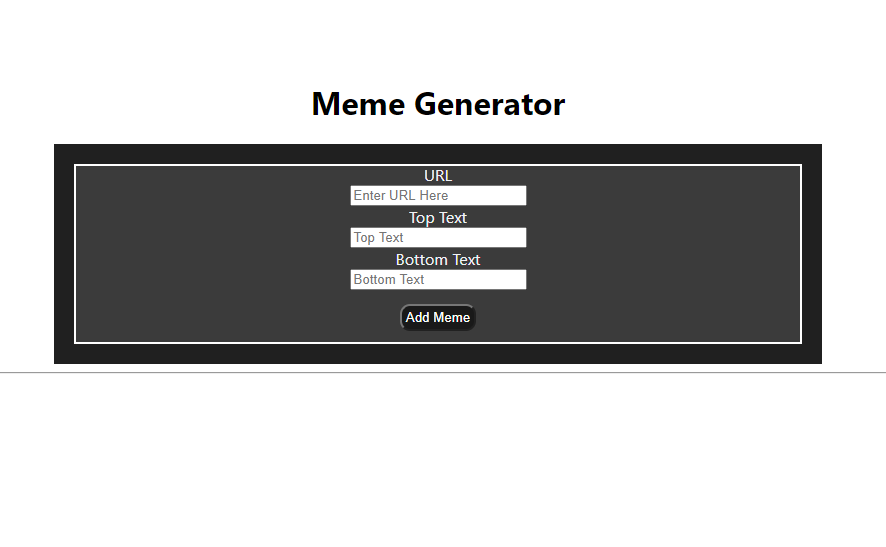 Meme Generator
URL
Enter URL Here
Top Text
Top Text
Bottom Text
Bottom Text
Add Meme